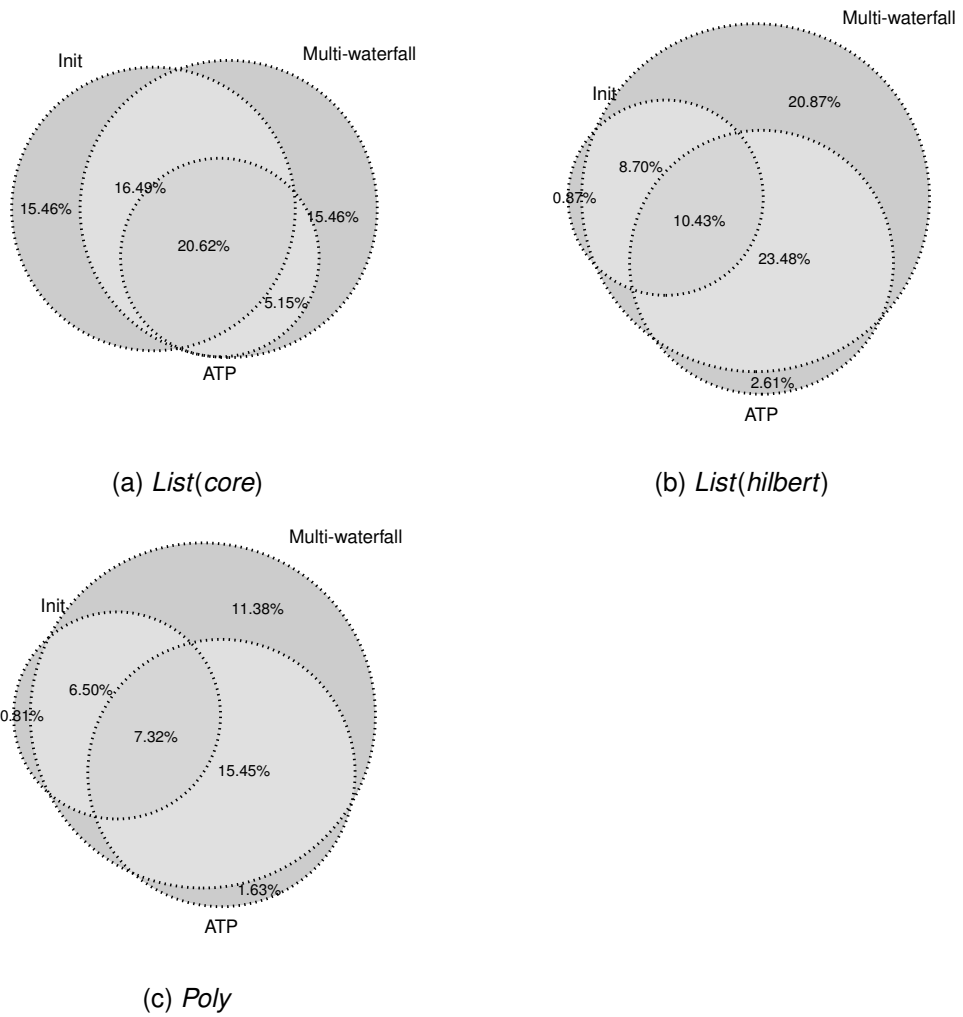 Init
Multi-waterfall
16.49%
15.46%
15.46%
20.62%
5.15%
ATP
(a) List(core)
Multi-waterfall
Init
20.87%
8.70%
0.87%
10.43%
23.48%
2.61%
ATP
(b) List(hilbert)
Multi-waterfall
Init
11.38%
6.50%
0.81%
7.32%
15.45%
1.63%
ATP
(c) Poly